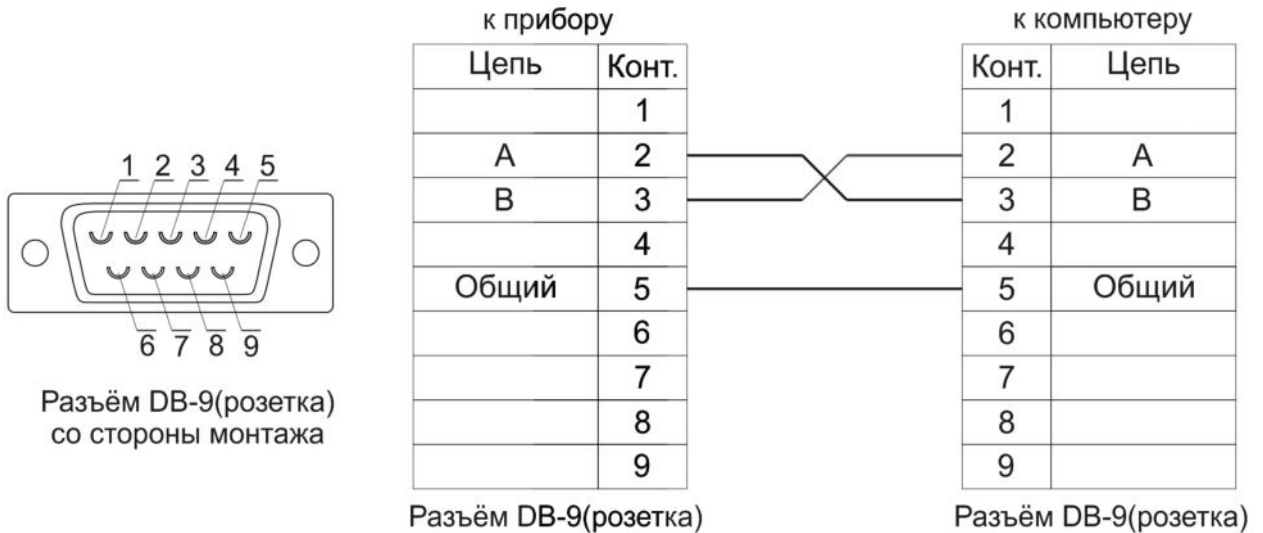 1 2 3 4 5
6 7 8 9
Разъём DB-9(розетка)
со стороны монтажа
к прибору
Цепь Конт.
1
А 2
В 3
4
Общий 5
6
7
8
9
Разъём DB-9(розетка)
к компьютеру
Конт. Цепь
1
2 А
3 В
4
5 Общий
6
7
8
9
Разъём DB-9(розетка)